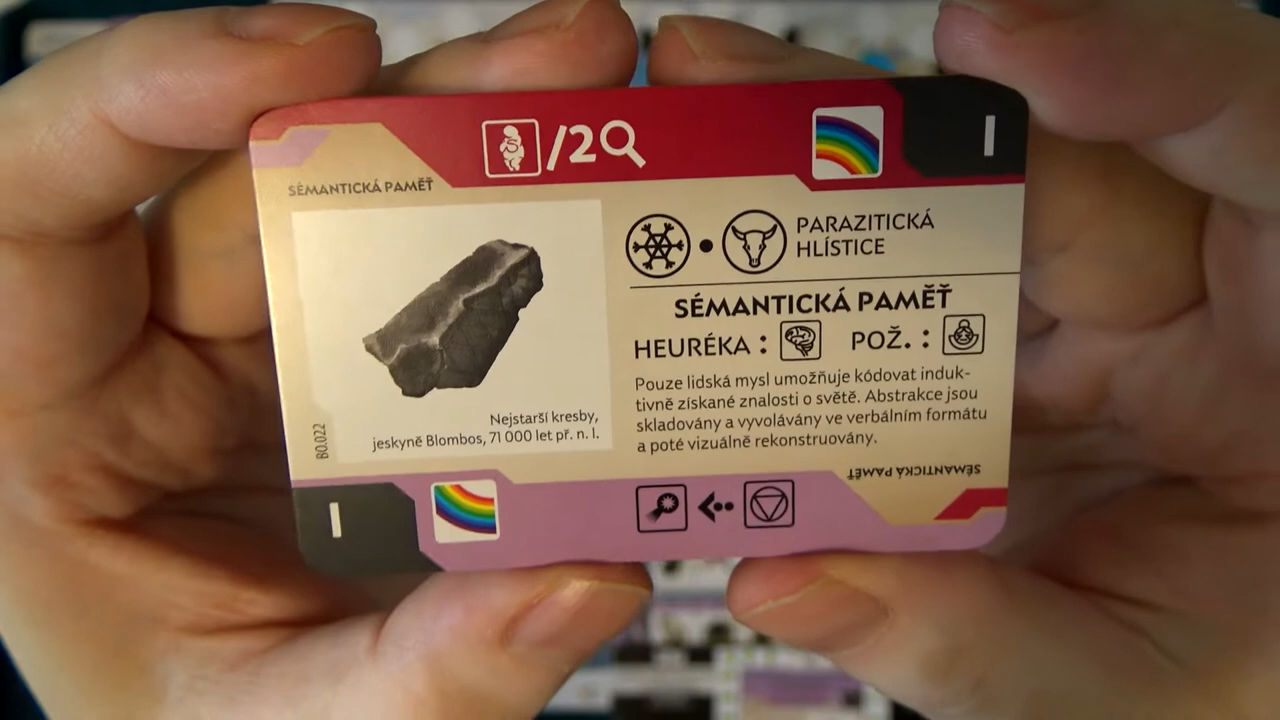 /2
I
SÉMANTICKÁ PAMĚŤ
PARAZITICKÁ
HLÍSTICE
SÉMANTICKÁ PAMĚŤ
HEURÉKA :
POŽ. :
Pouze lidská mysl umožňuje kódovat induk-
tivně získané znalosti o světě. Abstrakce jsou
skladovány a vyvolávány ve verbálním formátu
a poté vizuálně rekonstruovány.
Nejstarší kresby,
jeskyně Blombos, 71 000 let př. n. l.
BO.022
SÉMANTICKÁ PAMĚŤ
I